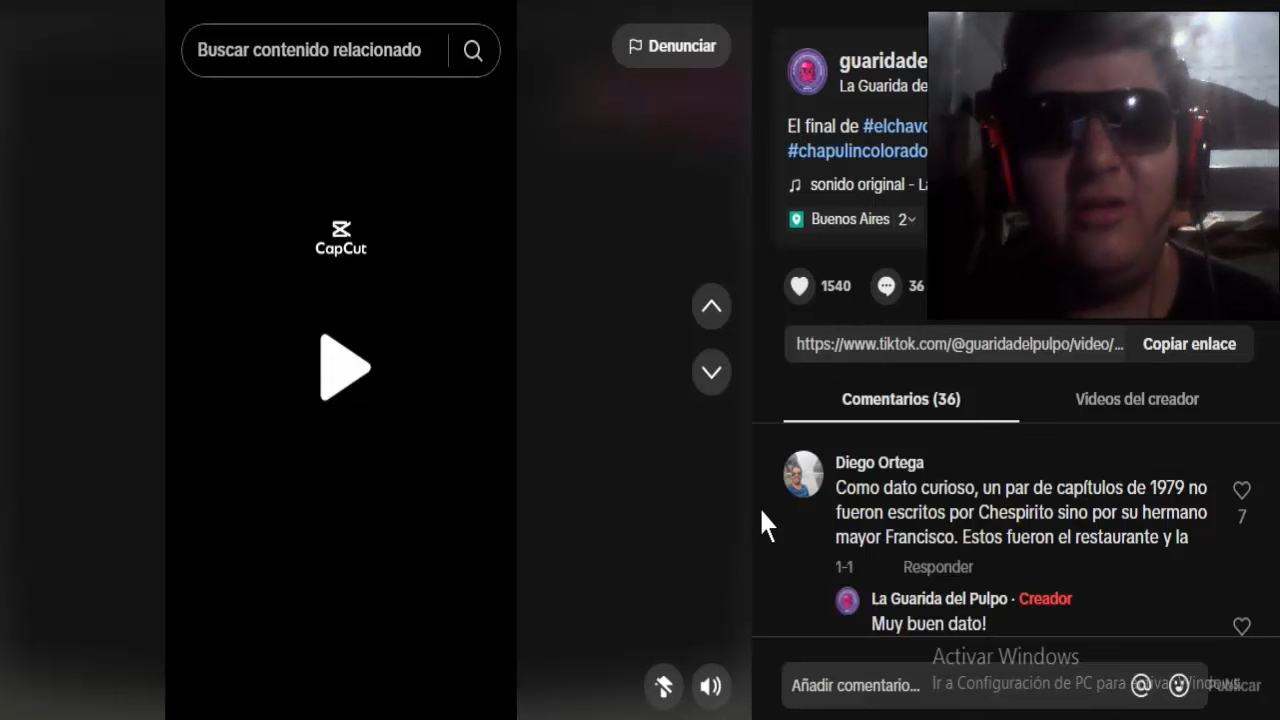 Buscar contenido relacionado
Denunciar
CapCut
guaridade
La Guarida de
El final de #elchavo
#chapulincolorado
sonido original - La
Buenos Aires 2
1540
36
https://www.tiktok.com/@guaridadelpulpo/video/...
Copiar enlace
Comentarios (36)
Videos del creador
Diego Ortega
Como dato curioso, un par de capítulos de 1979 no
fueron escritos por Chespirito sino por su hermano
mayor Francisco. Estos fueron el restaurante y la
7
1-1
Responder
La Guarida del Pulpo · Creador
Muy buen dato!
Activar Windows
Ir a Configuración de PC para activar Windows.
Añadir comentario...
Publicar